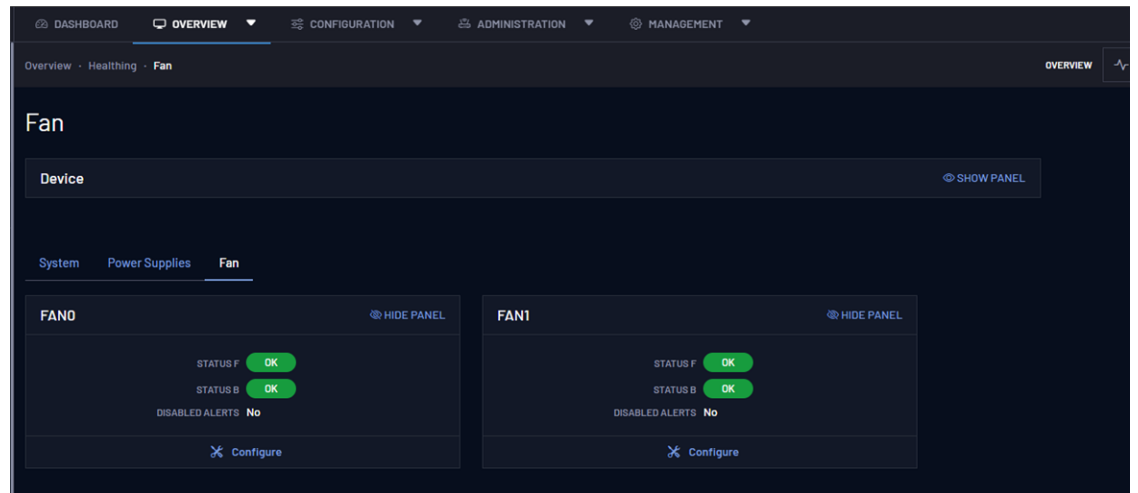 DASHBOARD OVERVIEW CONFIGURATION ADMINISTRATION MANAGEMENT
Overview · Healthing · Fan OVERVIEW
Fan
Device SHOW PANEL
System Power Supplies Fan
FAN0 HIDE PANEL FAN1 HIDE PANEL
STATUS F OK STATUS F OK
STATUS B OK STATUS B OK
DISABLED ALERTS No DISABLED ALERTS No
Configure Configure